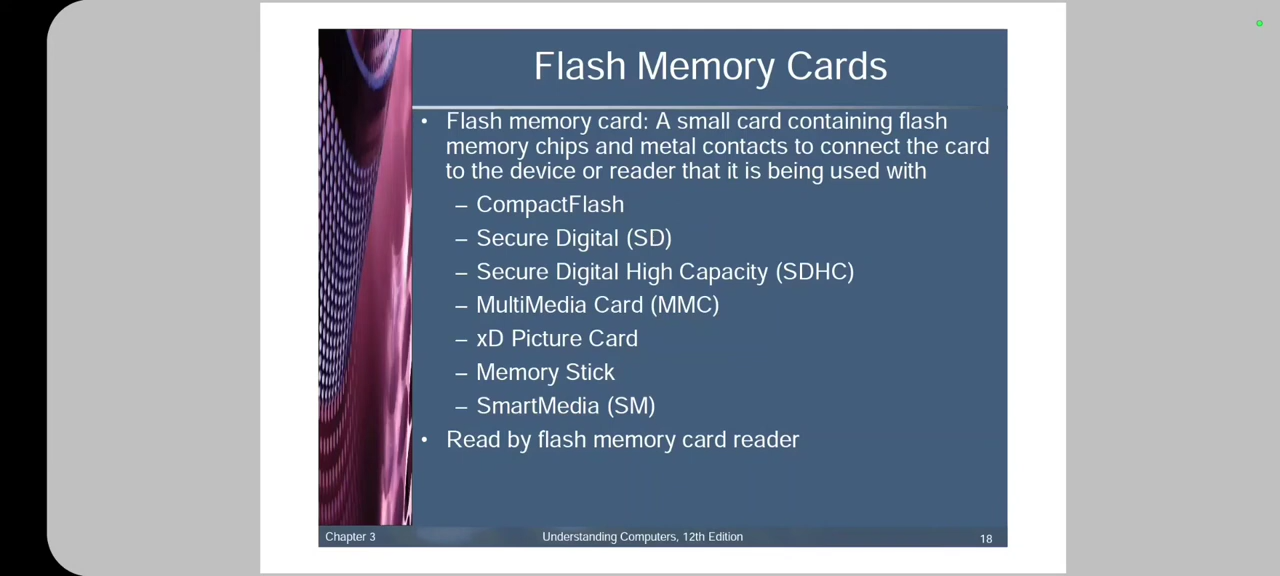 Flash Memory Cards
• Flash memory card: A small card containing flash
memory chips and metal contacts to connect the card
to the device or reader that it is being used with
– CompactFlash
– Secure Digital (SD)
– Secure Digital High Capacity (SDHC)
– MultiMedia Card (MMC)
– xD Picture Card
– Memory Stick
– SmartMedia (SM)
• Read by flash memory card reader
Chapter 3
Understanding Computers, 12th Edition
18